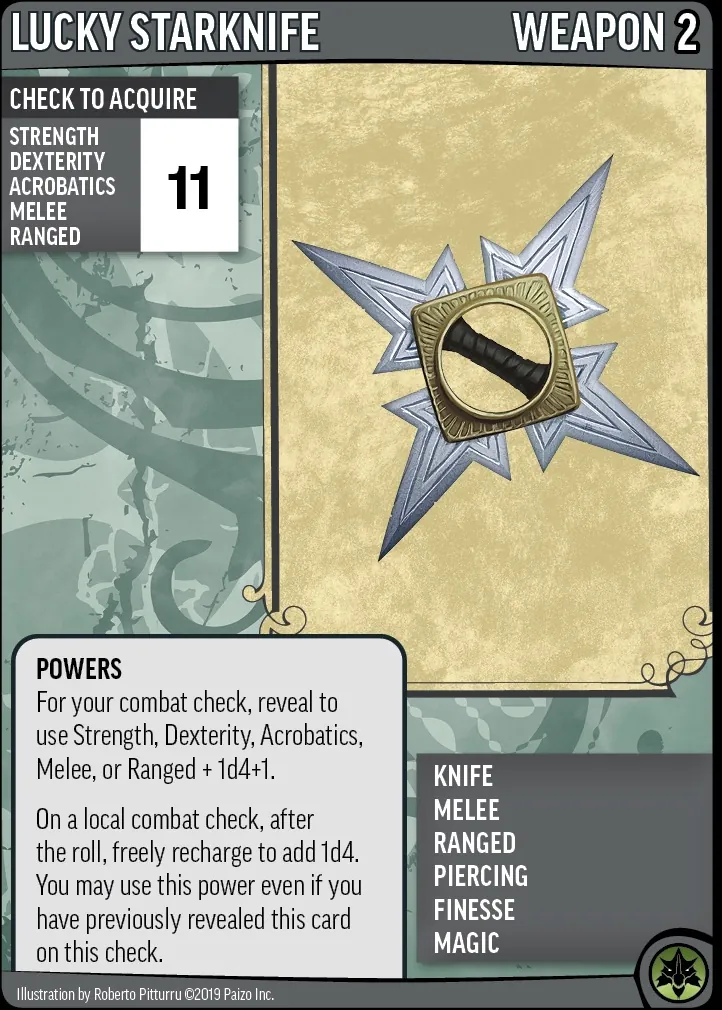 LUCKY STARKNIFE
WEAPON 2
CHECK TO ACQUIRE
STRENGTH
DEXTERITY
ACROBATICS
MELEE
RANGED
11
POWERS
For your combat check, reveal to
use Strength, Dexterity, Acrobatics,
Melee, or Ranged + 1d4+1.
On a local combat check, after
the roll, freely recharge to add 1d4.
You may use this power even if you
have previously revealed this card
on this check.
KNIFE
MELEE
RANGED
PIERCING
FINESSE
MAGIC
Illustration by Roberto Pitturru ©2019 Paizo Inc.